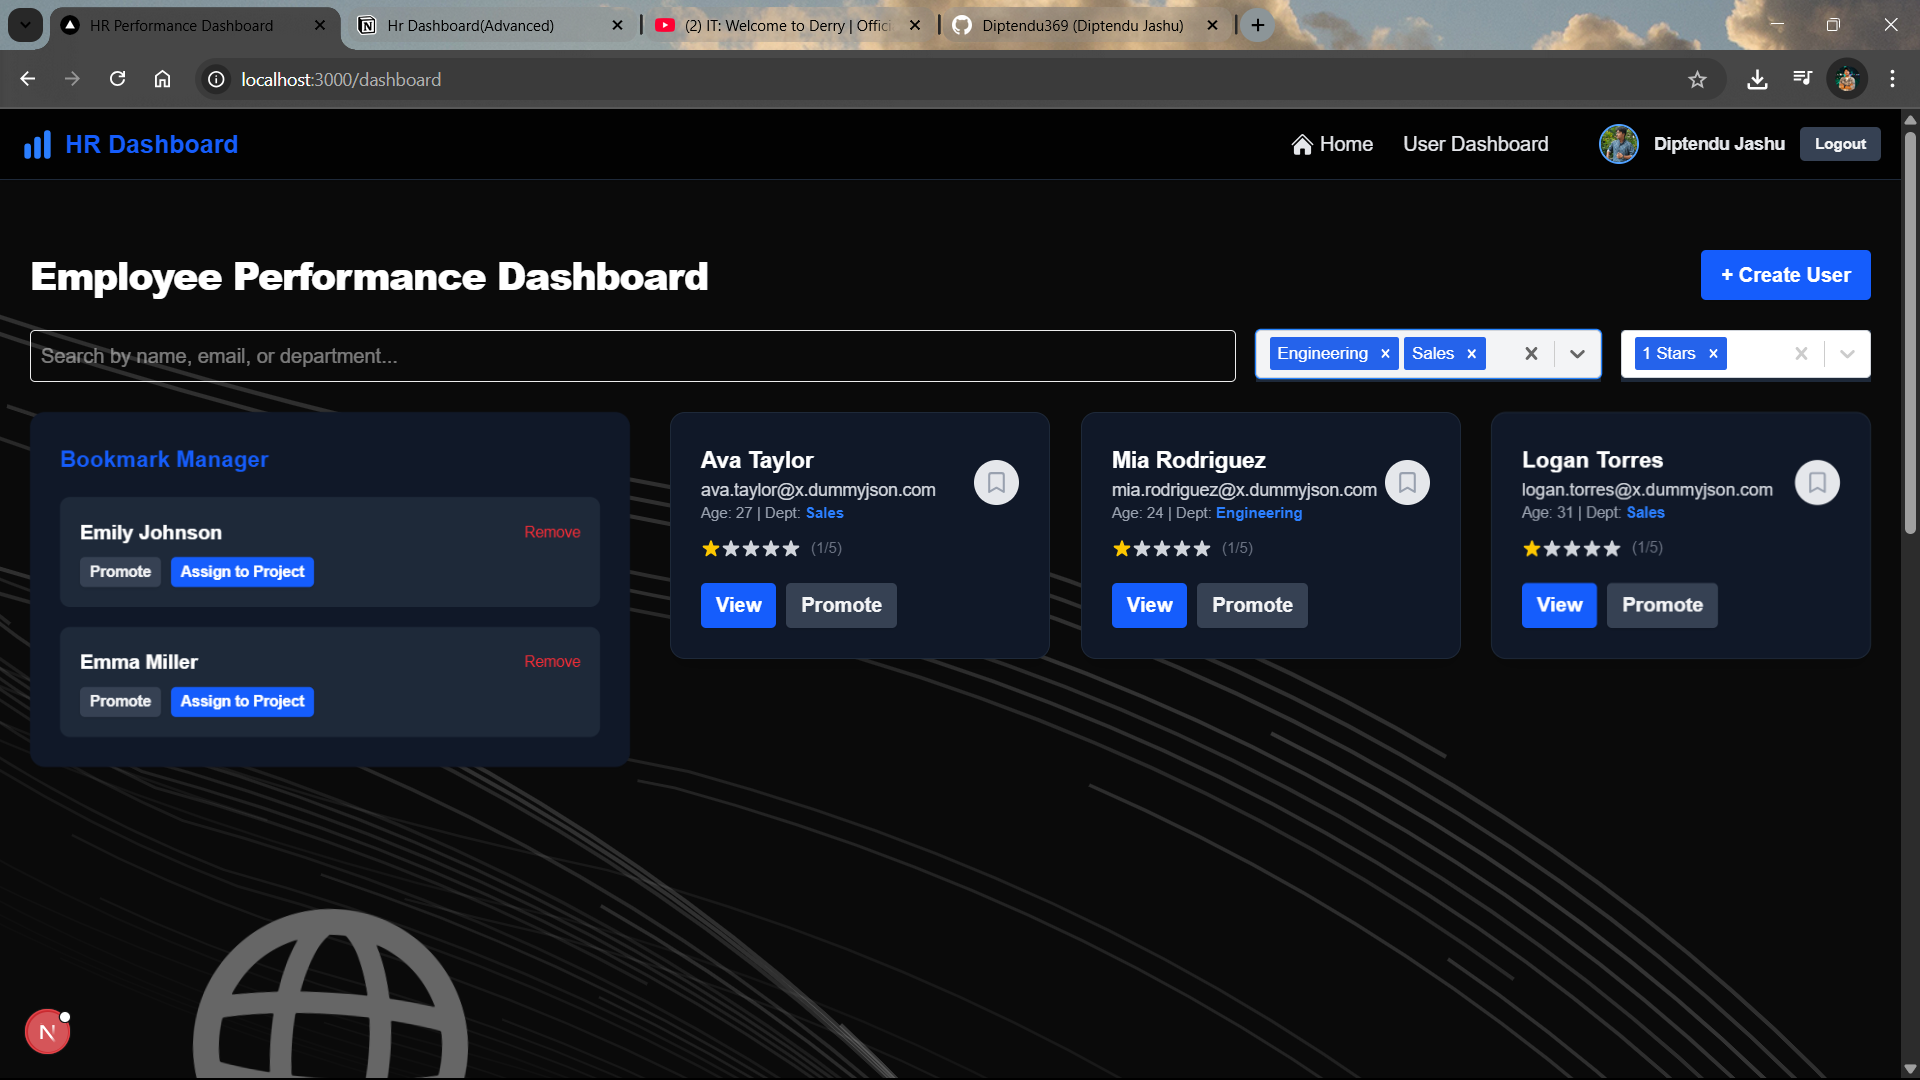 HR Performance Dashboard
Hr Dashboard(Advanced)
(2) IT: Welcome to Derry | Offici
Diptendu369 (Diptendu Jashu)
localhost:3000/dashboard
HR Dashboard
Home
User Dashboard
Diptendu Jashu
Logout
Employee Performance Dashboard
+ Create User
Search by name, email, or department...
Engineering
Sales
1 Stars
Bookmark Manager
Emily Johnson
Remove
Promote
Assign to Project
Emma Miller
Remove
Promote
Assign to Project
Ava Taylor
ava.taylor@x.dummyjson.com
Age: 27 | Dept: Sales
(1/5)
View
Promote
Mia Rodriguez
mia.rodriguez@x.dummyjson.com
Age: 24 | Dept: Engineering
(1/5)
View
Promote
Logan Torres
logan.torres@x.dummyjson.com
Age: 31 | Dept: Sales
(1/5)
View
Promote
N